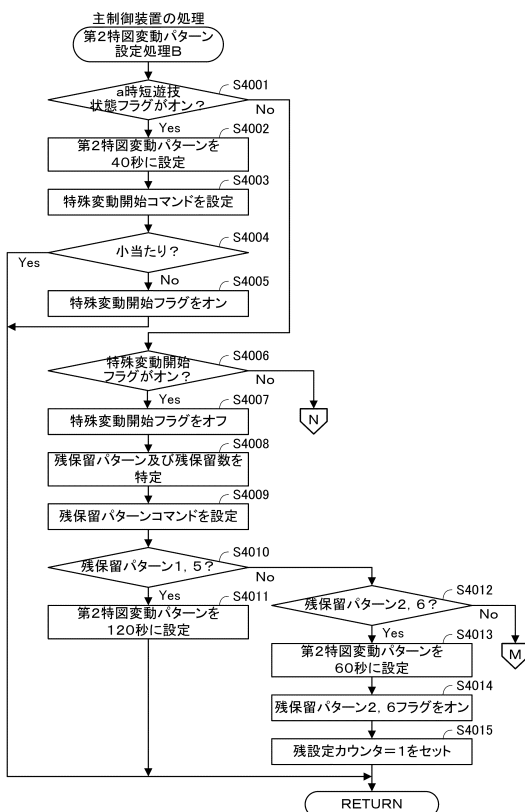 主制御装置の処理
第2特図変動パターン
設定処理B
S4001
a時短遊技
状態フラグがオン?
No
Yes
S4002
第2特図変動パターンを
40秒に設定
S4003
特殊変動開始コマンドを設定
S4004
小当たり?
Yes
No
S4005
特殊変動開始フラグをオン
S4006
特殊変動開始
フラグがオン?
No
Yes
N
S4007
特殊変動開始フラグをオフ
S4008
残保留パターン及び残保留数を
特定
S4009
残保留パターンコマンドを設定
S4010
残保留パターン1,5?
No
Yes
S4011
第2特図変動パターンを
120秒に設定
S4012
残保留パターン2,6?
No
Yes
M
S4013
第2特図変動パターンを
60秒に設定
S4014
残保留パターン2,6フラグをオン
S4015
残設定カウンタ=1をセット
RETURN